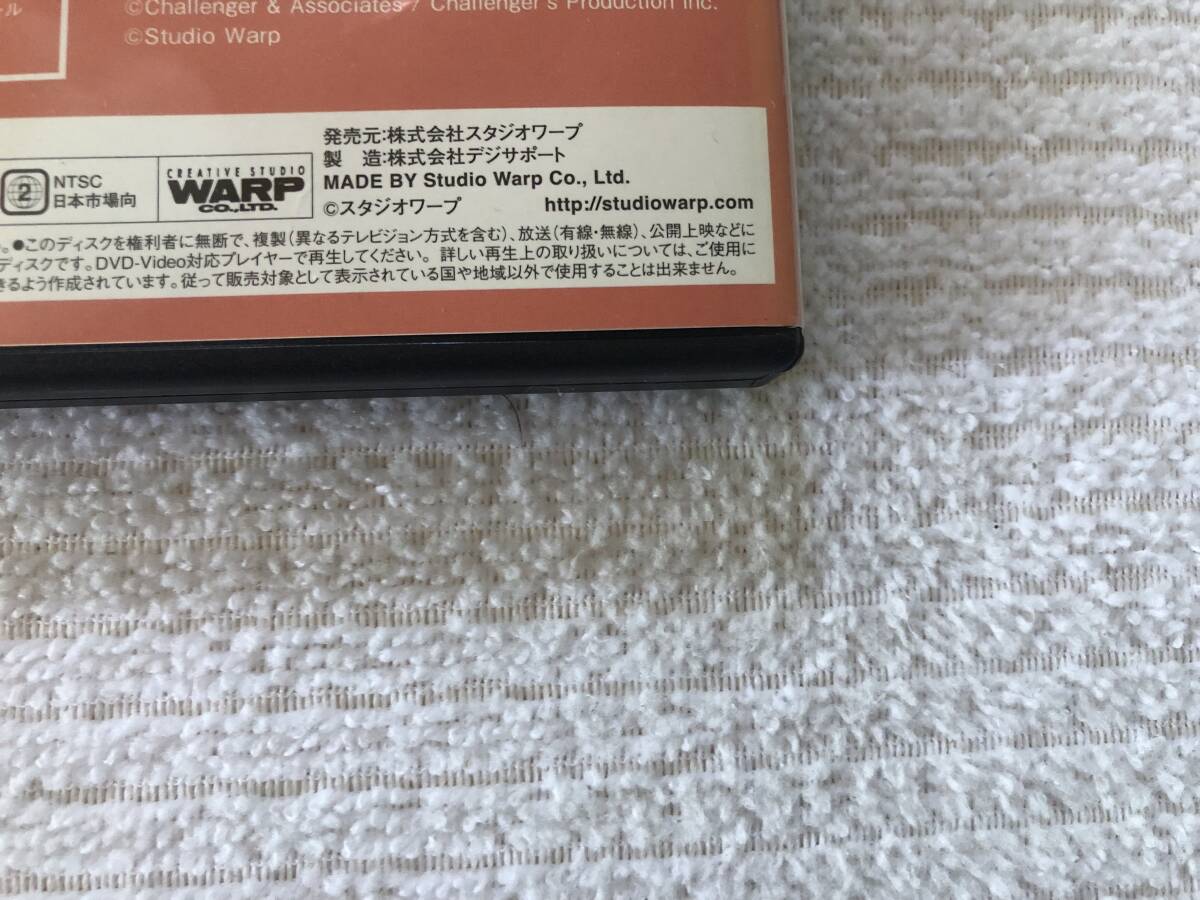 ール
©Challenger & Associates / Challenger's Production Inc.
©Studio Warp
発売元:株式会社スタジオワープ
製　造:株式会社デジサポート
MADE BY Studio Warp Co., Ltd.
©スタジオワープ　http://studiowarp.com
2
NTSC
日本市場向
CREATIVE STUDIO
WARP
CO.,LTD.
。●このディスクを権利者に無断で、複製(異なるテレビジョン方式を含む)、放送(有線・無線)、公開上映などに
ディスクです。DVD-Video対応プレイヤーで再生してください。詳しい再生上の取り扱いについては、ご使用に
きるよう作成されています。従って販売対象として表示されている国や地域以外で使用することは出来ません。